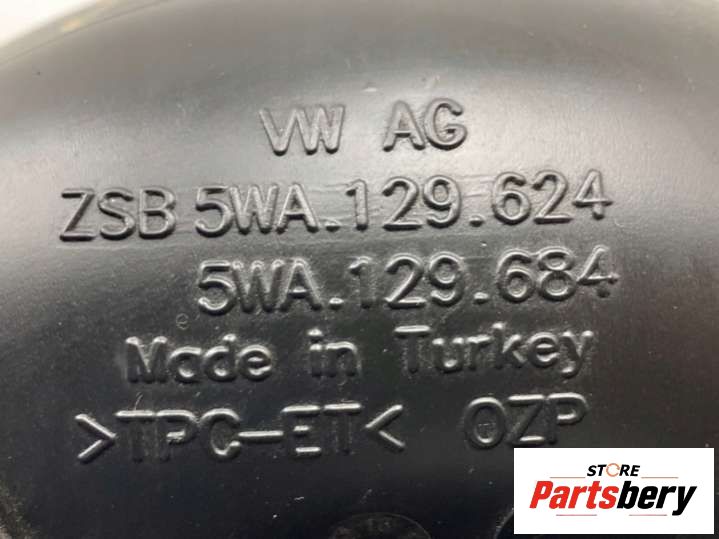 VW AG
ZSB 5WA.129.624
5WA.129.684
Made in Turkey
>TPC-ET< OZP
STORE
Partsbery